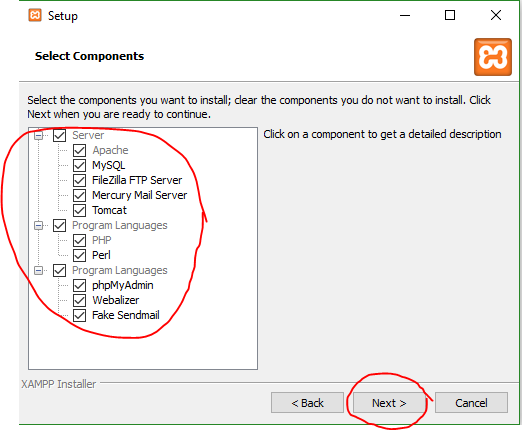 Setup
Select Components
Select the components you want to install; clear the components you do not want to install. Click
Next when you are ready to continue.
Server
Apache
MySQL
FileZilla FTP Server
Mercury Mail Server
Tomcat
Program Languages
PHP
Perl
Program Languages
phpMyAdmin
Webalizer
Fake Sendmail
Click on a component to get a detailed description
XAMPP Installer
< Back
Next >
Cancel